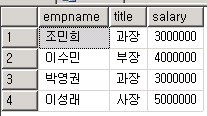 empname title salary
1 조민희 과장 3000000
2 이수민 부장 4000000
3 박영권 과장 3000000
4 이성래 사장 5000000